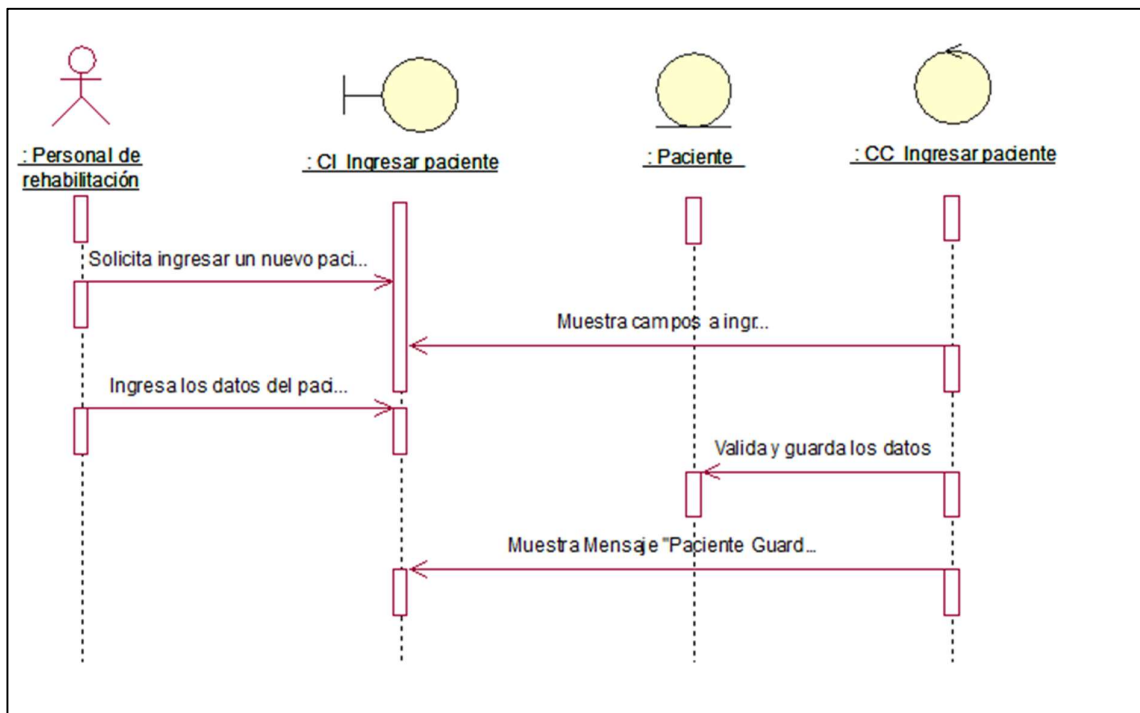 : Personal de
rehabilitación
: CI Ingresar paciente
: Paciente
: CC Ingresar paciente
Solicita ingresar un nuevo paci...
Muestra campos a ingr...
Ingresa los datos del paci...
Valida y guarda los datos
Muestra Mensaje "Paciente Guard...